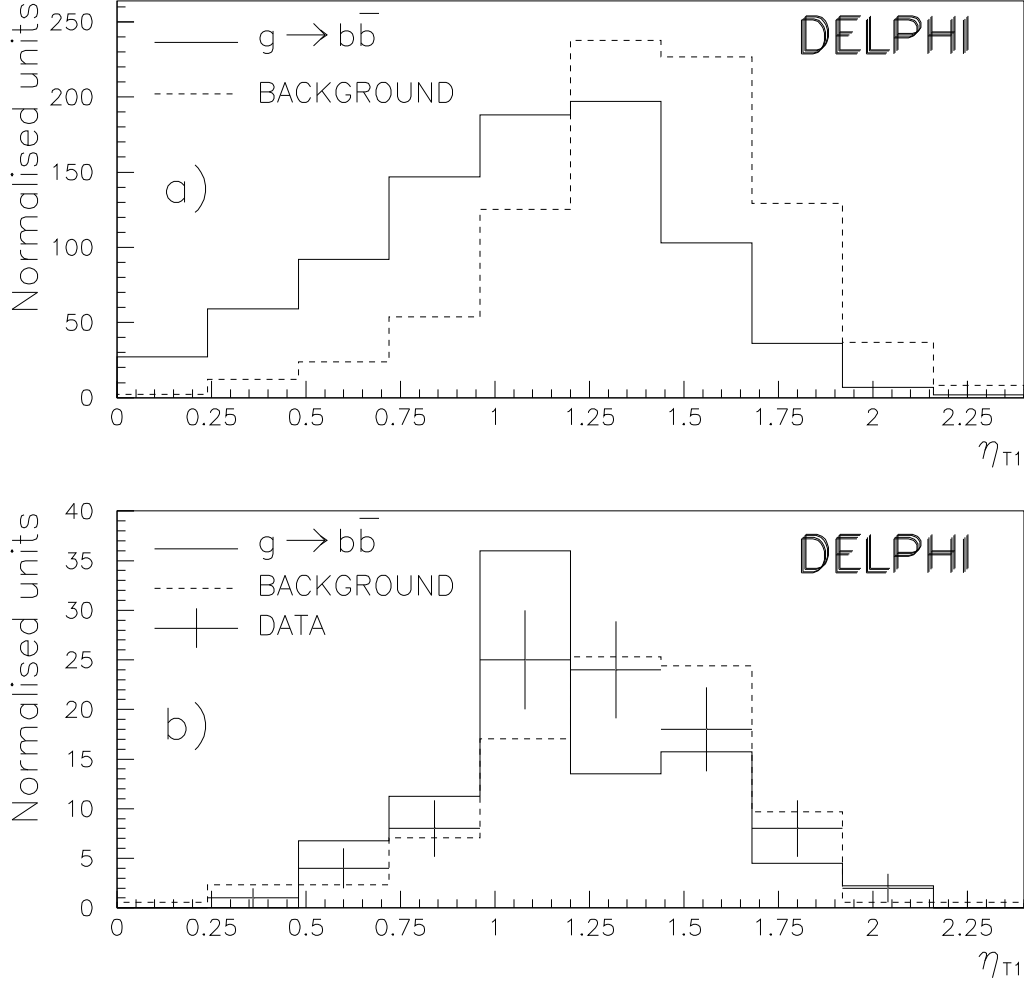 Normalised units
250
200
150
100
50
0
g → bb̅
BACKGROUND
DELPHI
a)
0 0.25 0.5 0.75 1 1.25 1.5 1.75 2 2.25
η T1
Normalised units
40
35
30
25
20
15
10
5
0
g → bb̅
BACKGROUND
DATA
DELPHI
b)
0 0.25 0.5 0.75 1 1.25 1.5 1.75 2 2.25
η T1